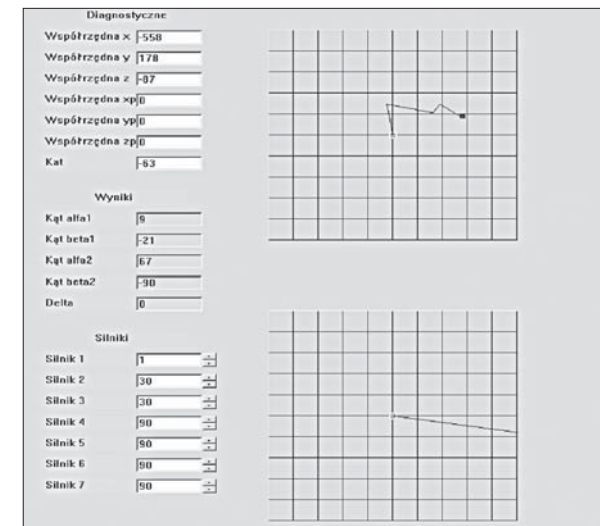 Diagnostyczne
Współrzędna x -558
Współrzędna y 178
Współrzędna z -87
Współrzędna xp 0
Współrzędna yp 0
Współrzędna zp 0
Kat -63
Wyniki
Kąt alfa1 9
Kąt beta1 -21
Kąt alfa2 67
Kąt beta2 -90
Delta 0
Silniki
Silnik 1 1
Silnik 2 30
Silnik 3 30
Silnik 4 90
Silnik 5 90
Silnik 6 90
Silnik 7 90